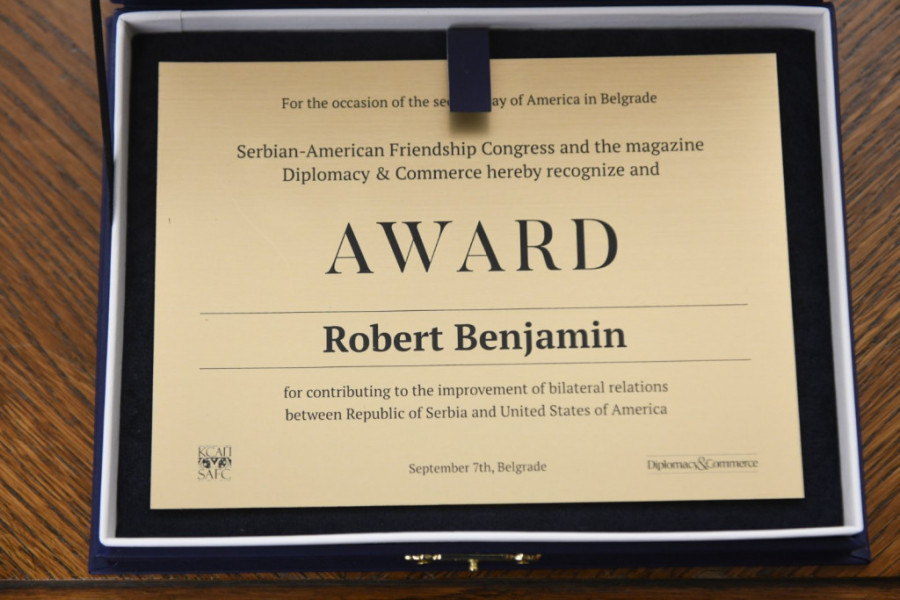 For the occasion of the se ay of America in Belgrade
Serbian-American Friendship Congress and the magazine
Diplomacy & Commerce hereby recognize and
AWARD
Robert Benjamin
for contributing to the improvement of bilateral relations
between Republic of Serbia and United States of America
КСАП
SAFC
September 7th, Belgrade
Diplomacy&Commerce